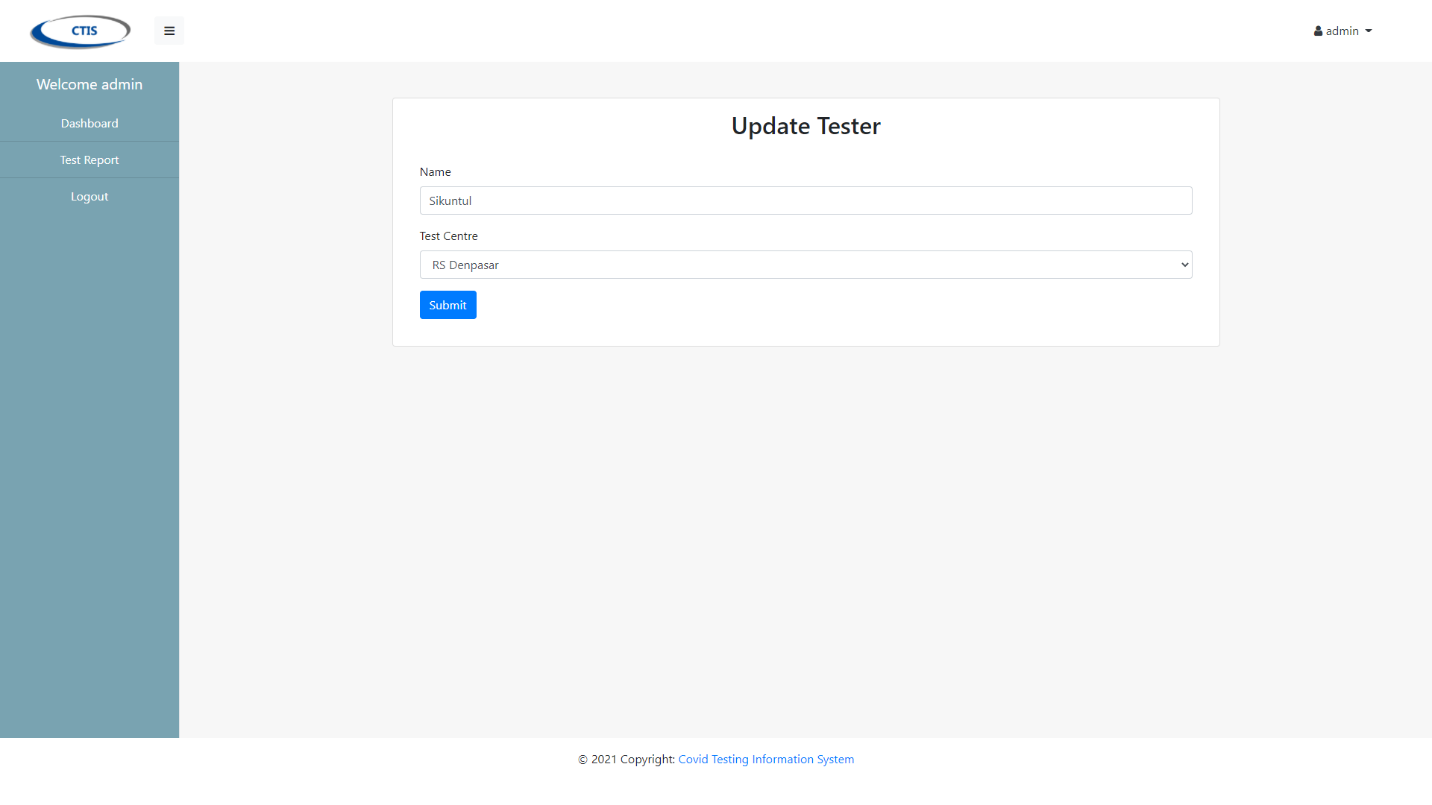 CTIS
admin
Welcome admin
Dashboard
Test Report
Logout
Update Tester
Name
Sikuntul
Test Centre
RS Denpasar
Submit
© 2021 Copyright: Covid Testing Information System